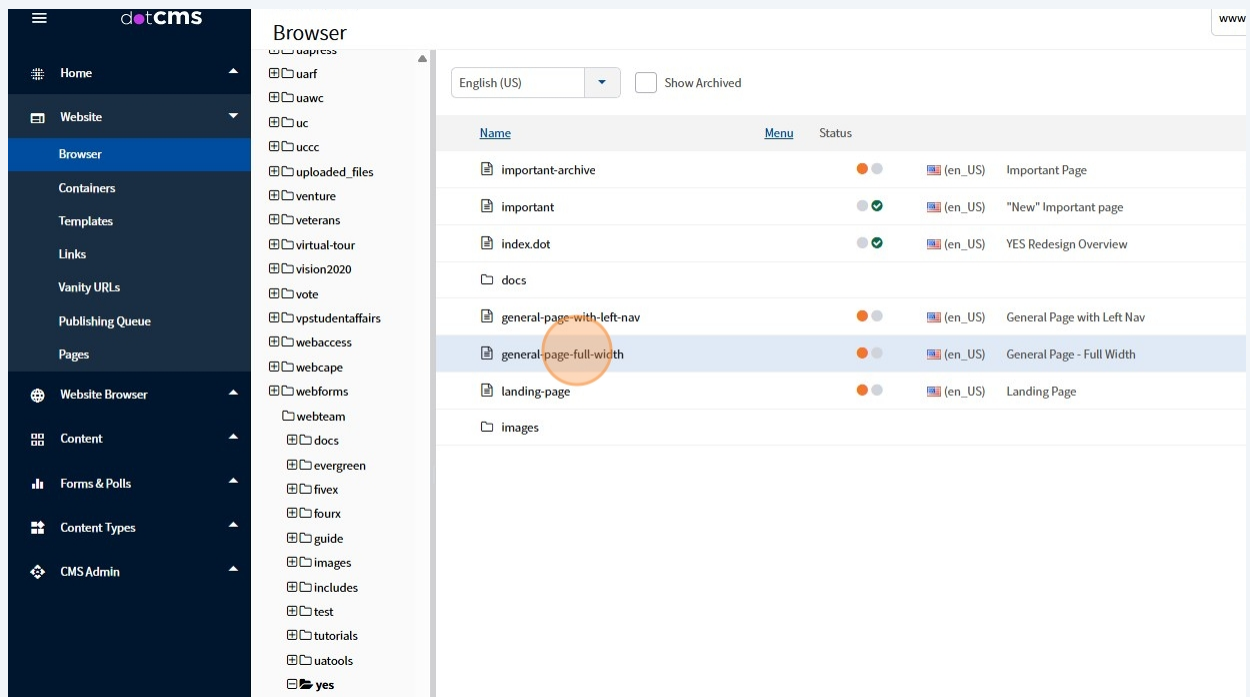 dotCMS
Home
Website
Browser
Containers
Templates
Links
Vanity URLs
Publishing Queue
Pages
Website Browser
Content
Forms & Polls
Content Types
CMS Admin
Browser
www
uapress
uarf
uawc
uc
uccc
uploaded_files
venture
veterans
virtual-tour
vision2020
vote
vpstudentaffairs
webaccess
webcape
webforms
webteam
docs
evergreen
fivex
fourx
guide
images
includes
test
tutorials
uatools
yes
English (US)
Show Archived
Name Menu Status
important-archive (en_US) Important Page
important (en_US) "New" Important page
index.dot (en_US) YES Redesign Overview
docs
general-page-with-left-nav (en_US) General Page with Left Nav
general-page-full-width (en_US) General Page - Full Width
landing-page (en_US) Landing Page
images